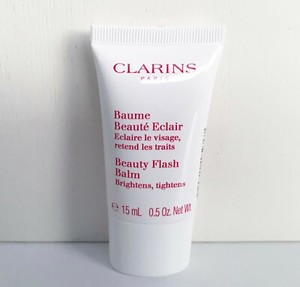 CLARINS
PARIS
Baume
Beauté Eclair
Eclaire le visage,
retend les traits
Beauty Flash
Balm
Brightens, tightens
℮ 15 mL 0.5 Oz. Net Wt.